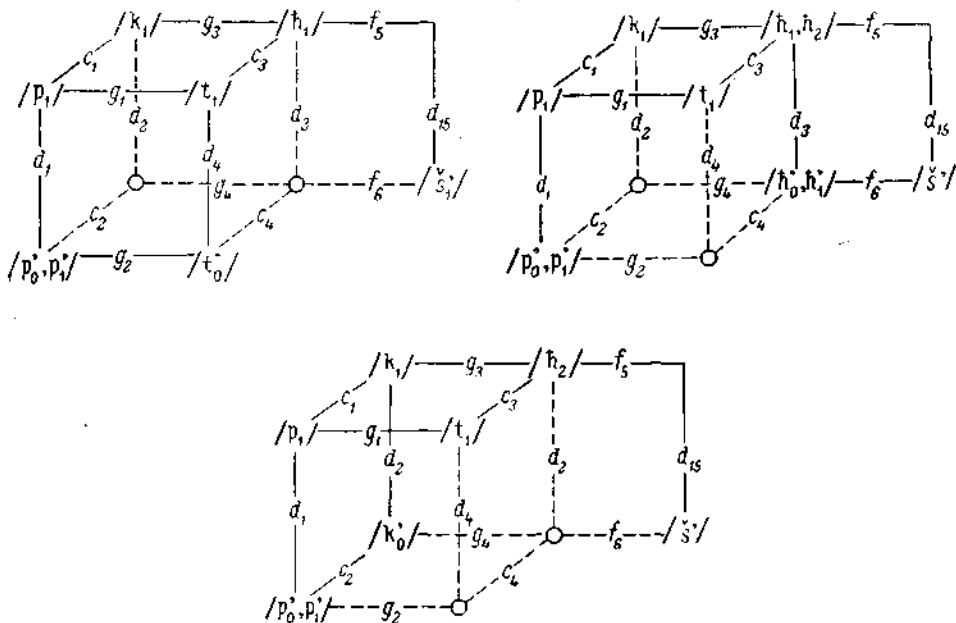 /k₁/ g₃ /ħ₁/ f₅
c₁ c₃
/p₁/ g₁ /t₁/
d₂ d₃ d₁₅
d₁ d₄
g₄ f₆ /š₁’/
c₂ c₄
/p₀’, p₁’/ g₂ /t₀’/
/k₁/ g₃ /ħ₁, ħ₂/ f₅
c₁ c₃
/p₁/ g₁ /t₁/
d₂ d₃ d₁₅
d₁ d₄
g₄ /ħ₀’, ħ₁’/ f₆ /š’/
c₂ c₄
/p₀’, p₁’/ g₂
/k₁/ g₃ /ħ₂/ f₅
c₁ c₃
/p₁/ g₁ /t₁/
d₂ d₂ d₁₅
d₁ d₄
/k₀’/ g₄ f₆ /š’/
c₂ c₄
/p₀’, p₁’/ g₂